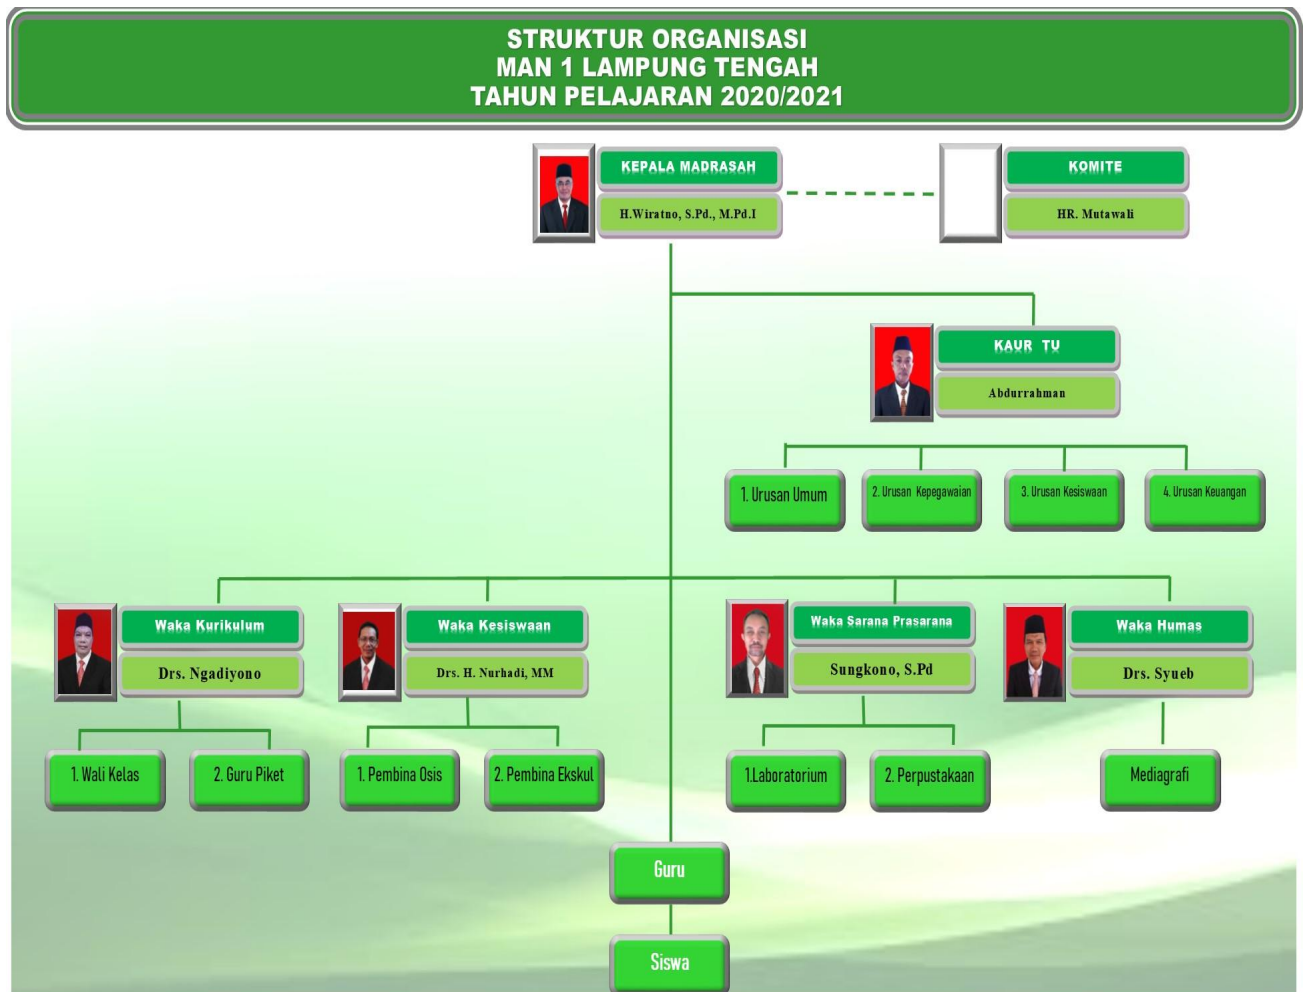 STRUKTUR ORGANISASI
MAN 1 LAMPUNG TENGAH
TAHUN PELAJARAN 2020/2021
KEPALA MADRASAH
H.Wiratno, S.Pd., M.Pd.I
KOMITE
HR. Mutawali
KAUR TU
Abdurrahman
1. Urusan Umum
2. Urusan Kepegawaian
3. Urusan Kesiswaan
4. Urusan Keuangan
Waka Kurikulum
Drs. Ngadiyono
Waka Kesiswaan
Drs. H. Nurhadi, MM
Waka Sarana Prasarana
Sungkono, S.Pd
Waka Humas
Drs. Syueb
1. Wali Kelas
2. Guru Piket
1. Pembina Osis
2. Pembina Ekskul
1.Laboratorium
2. Perpustakaan
Mediagrafi
Guru
Siswa